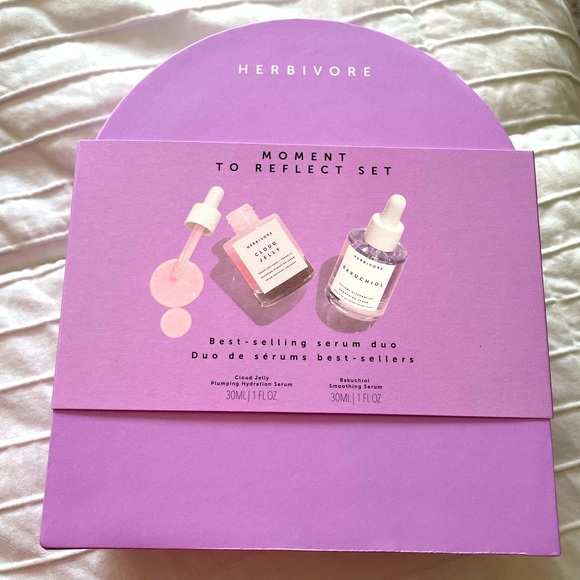 HERBIVORE
MOMENT
TO REFLECT SET
HERBIVORE
CLOUD
JELLY
HERBIVORE
BAKUCHIOL
Best-selling serum duo
Duo de sérums best-sellers
Cloud Jelly
Plumping Hydration Serum
30ML | 1 FL OZ
Bakuchiol
Smoothing Serum
30ML | 1 FL OZ